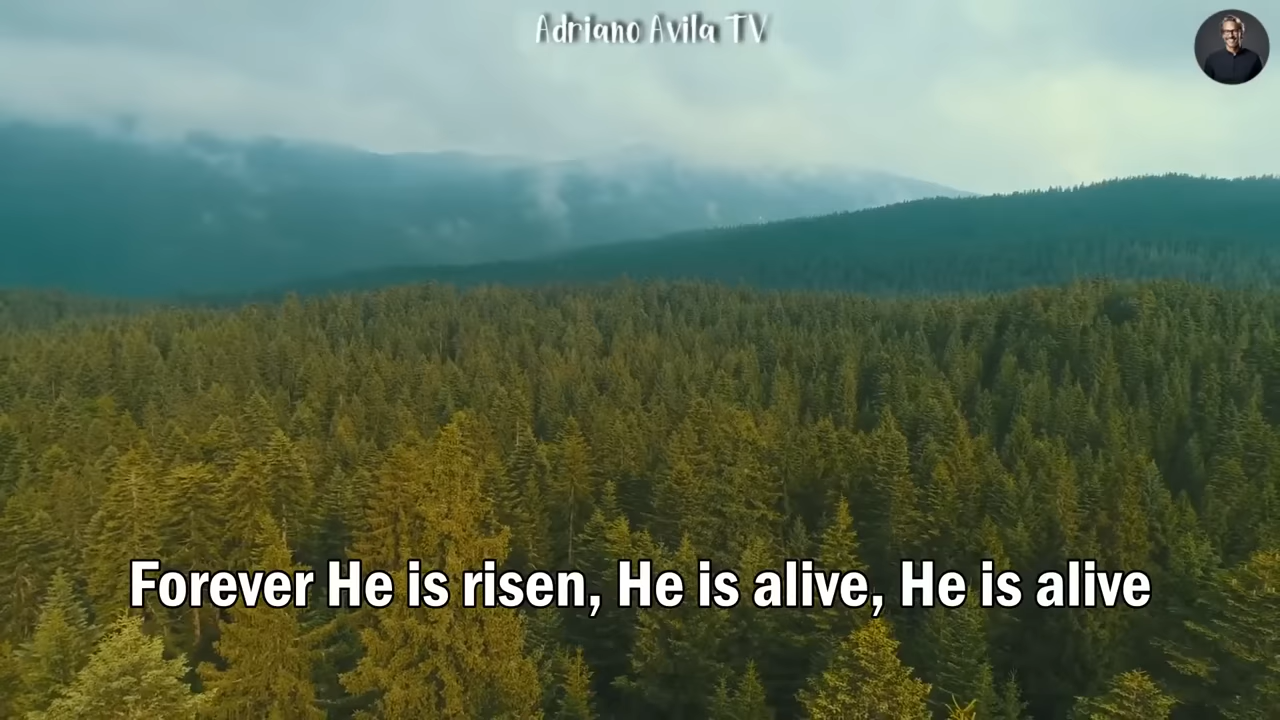 Adriano Avila TV
Forever He is risen, He is alive, He is alive